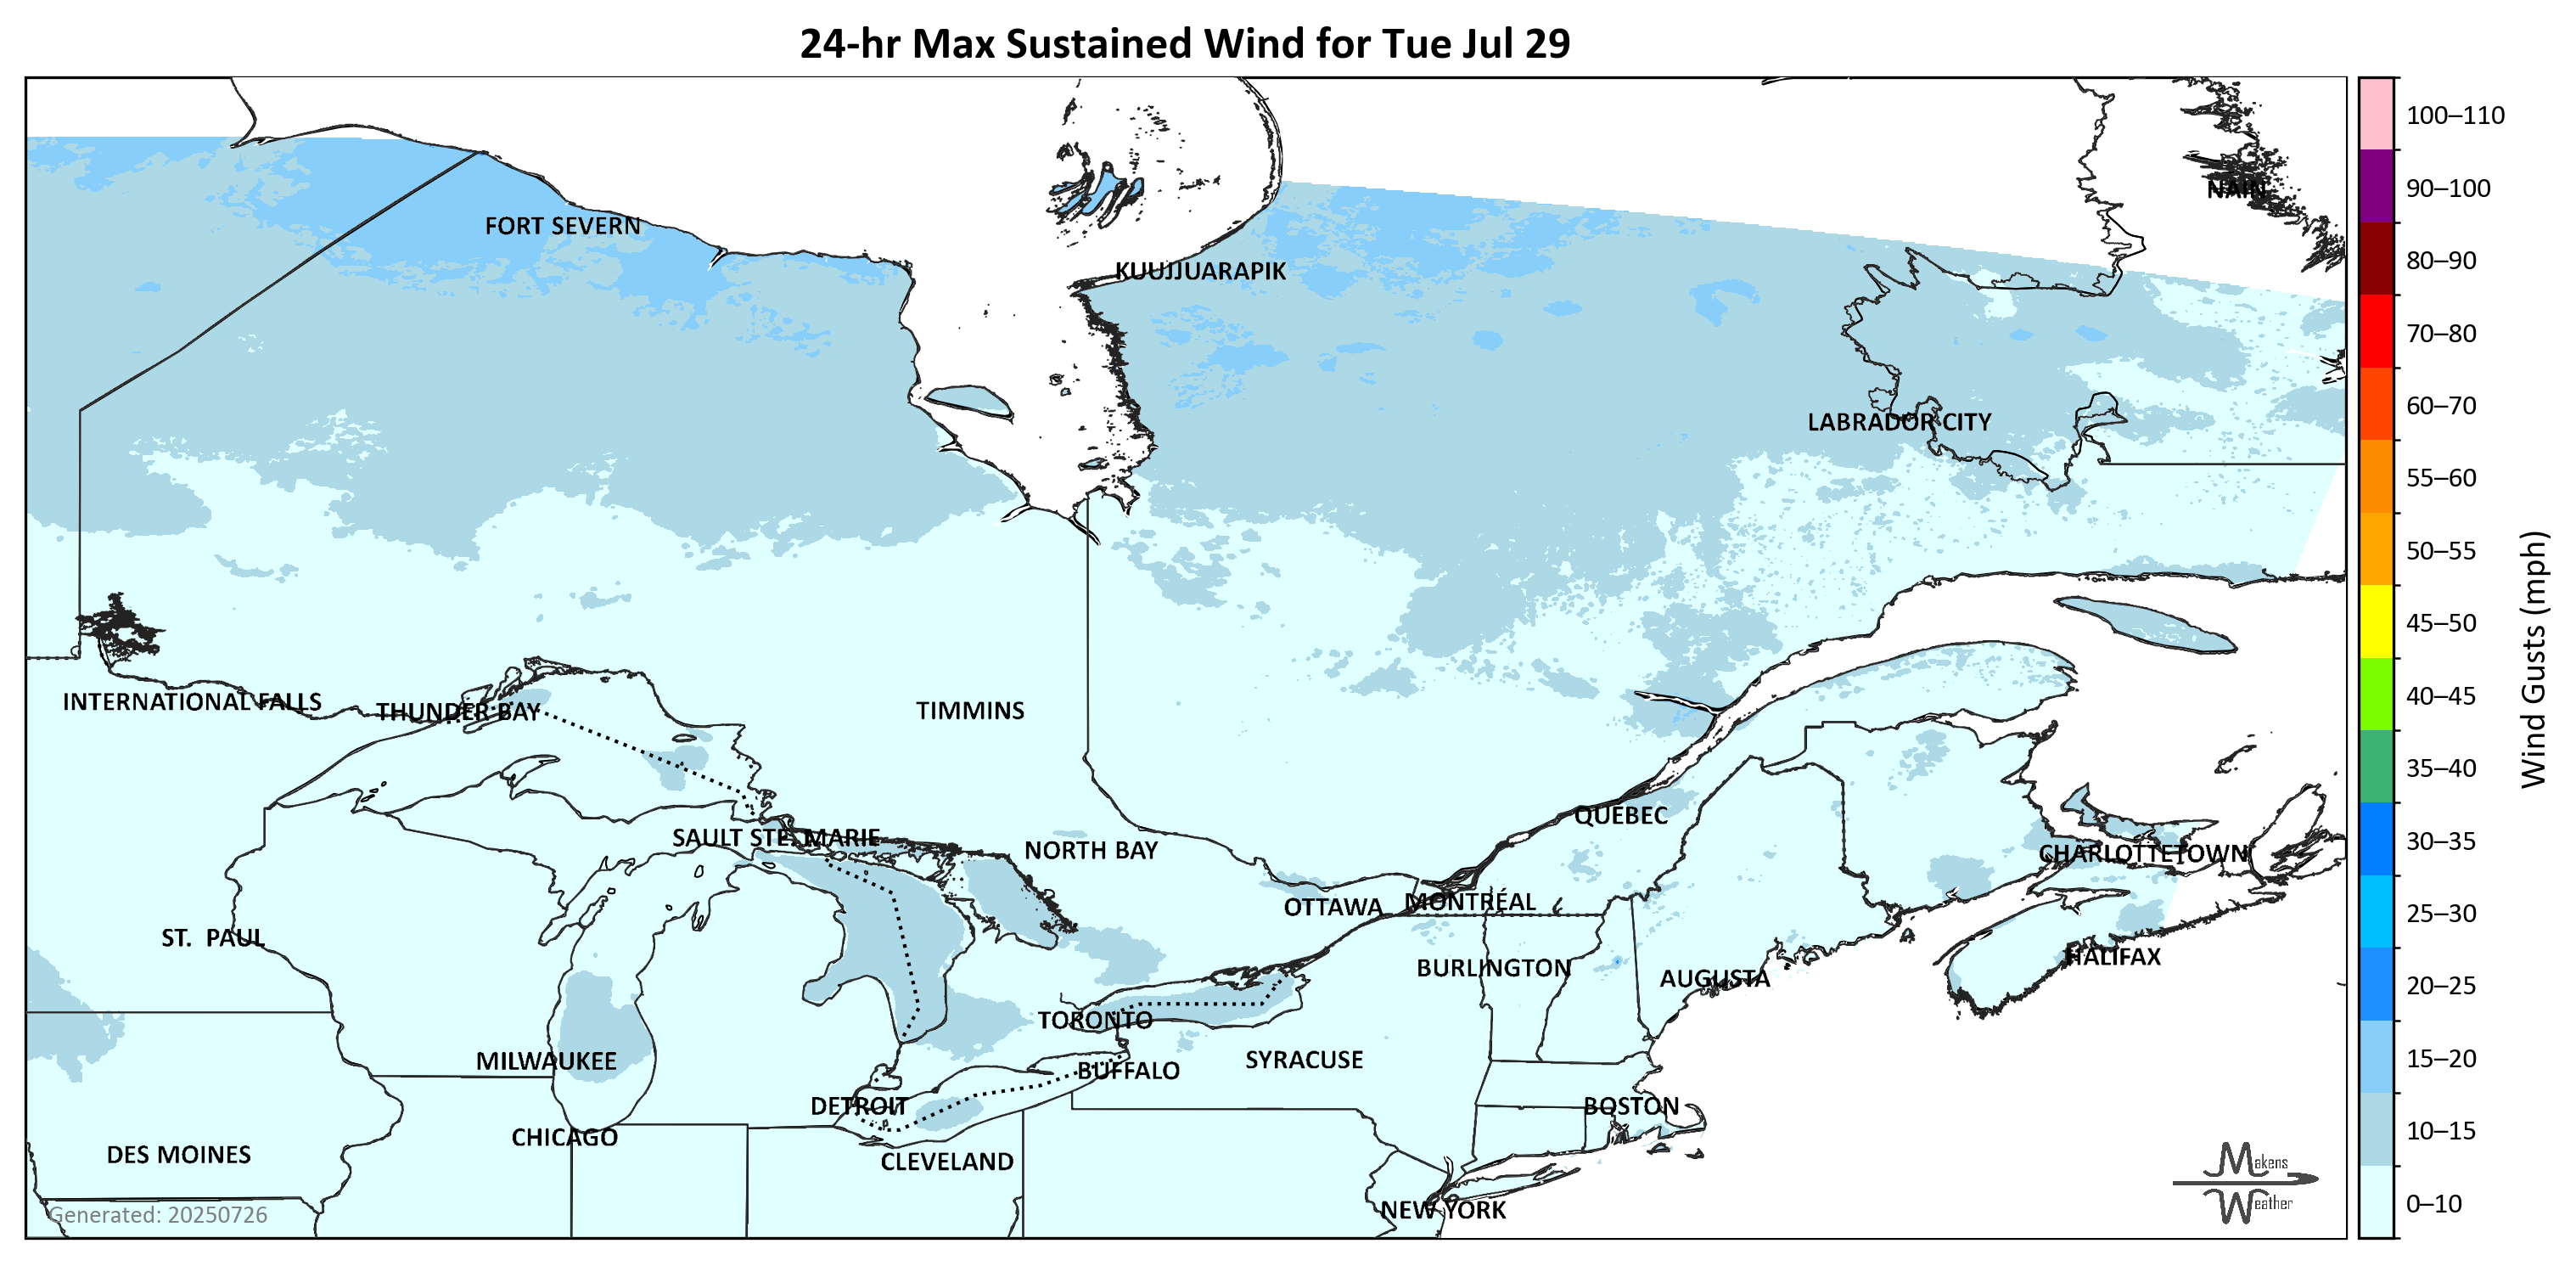 24-hr Max Sustained Wind for Tue Jul 29
100–110
90–100
80–90
70–80
60–70
55–60
50–55
45–50
40–45
35–40
30–35
25–30
20–25
15–20
10–15
0–10
Wind Gusts (mph)
NAIN
FORT SEVERN
KUUJJUARAPIK
LABRADOR CITY
INTERNATIONAL FALLS
THUNDER BAY
TIMMINS
QUÉBEC
SAULT STE. MARIE
NORTH BAY
CHARLOTTETOWN
OTTAWA
MONTRÉAL
ST. PAUL
HALIFAX
BURLINGTON
AUGUSTA
TORONTO
MILWAUKEE
SYRACUSE
BUFFALO
DETROIT
BOSTON
CHICAGO
DES MOINES
CLEVELAND
NEW YORK
Generated: 20250726
Makens
Weather